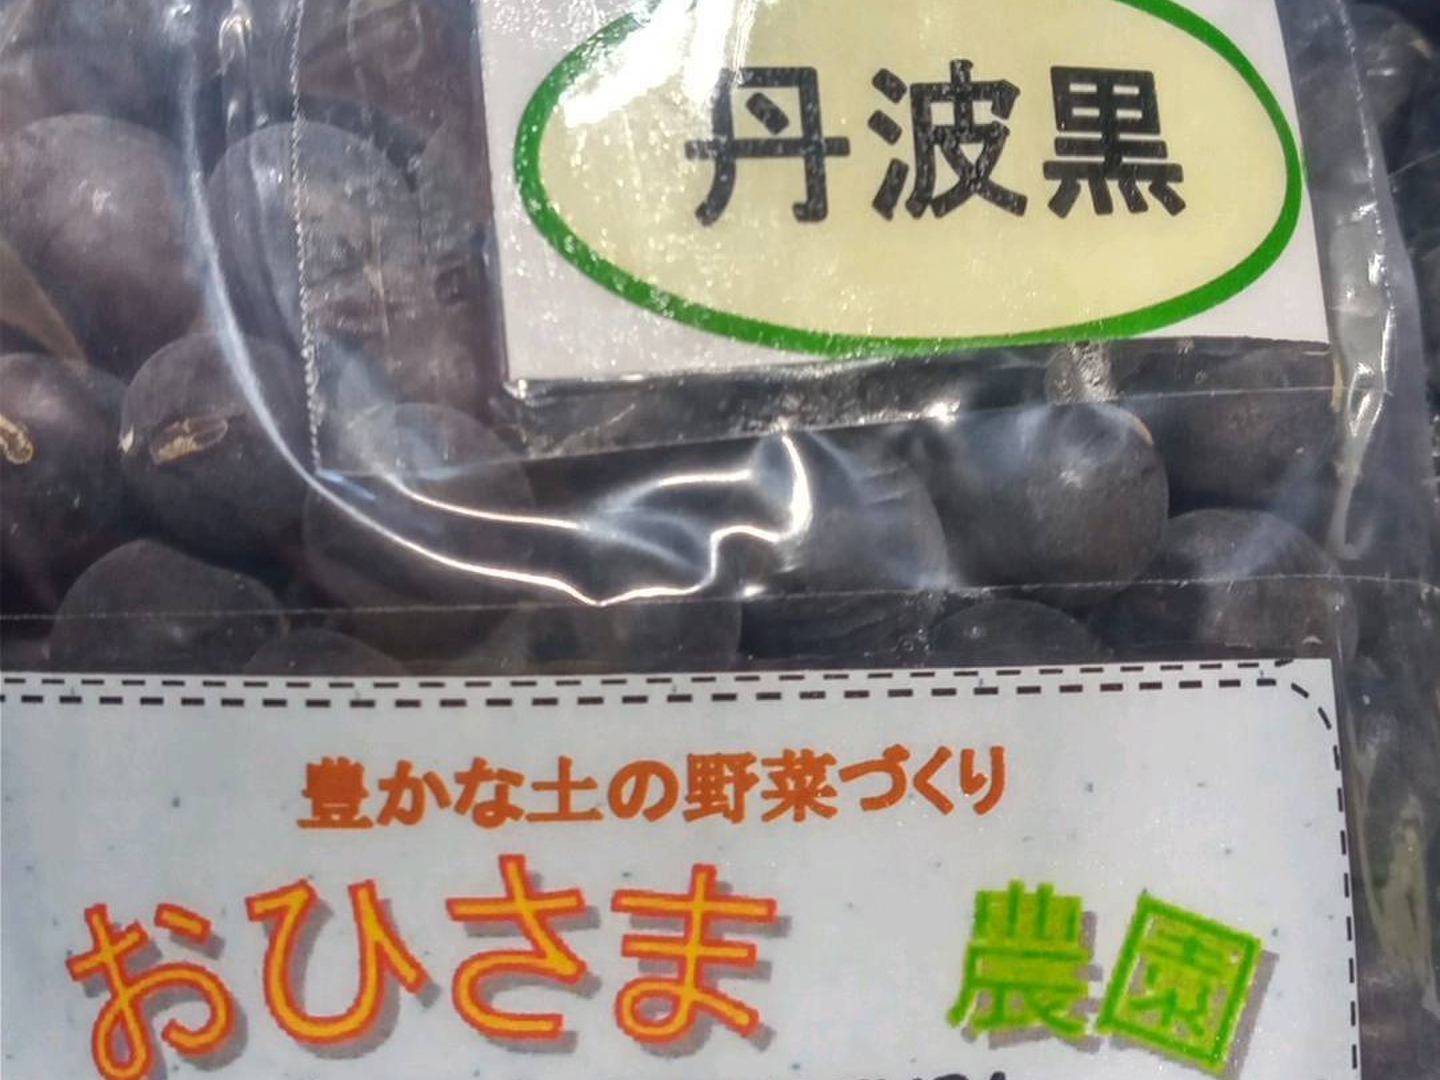 丹波黒
豊かな土の野菜づくり
おひさま 農園